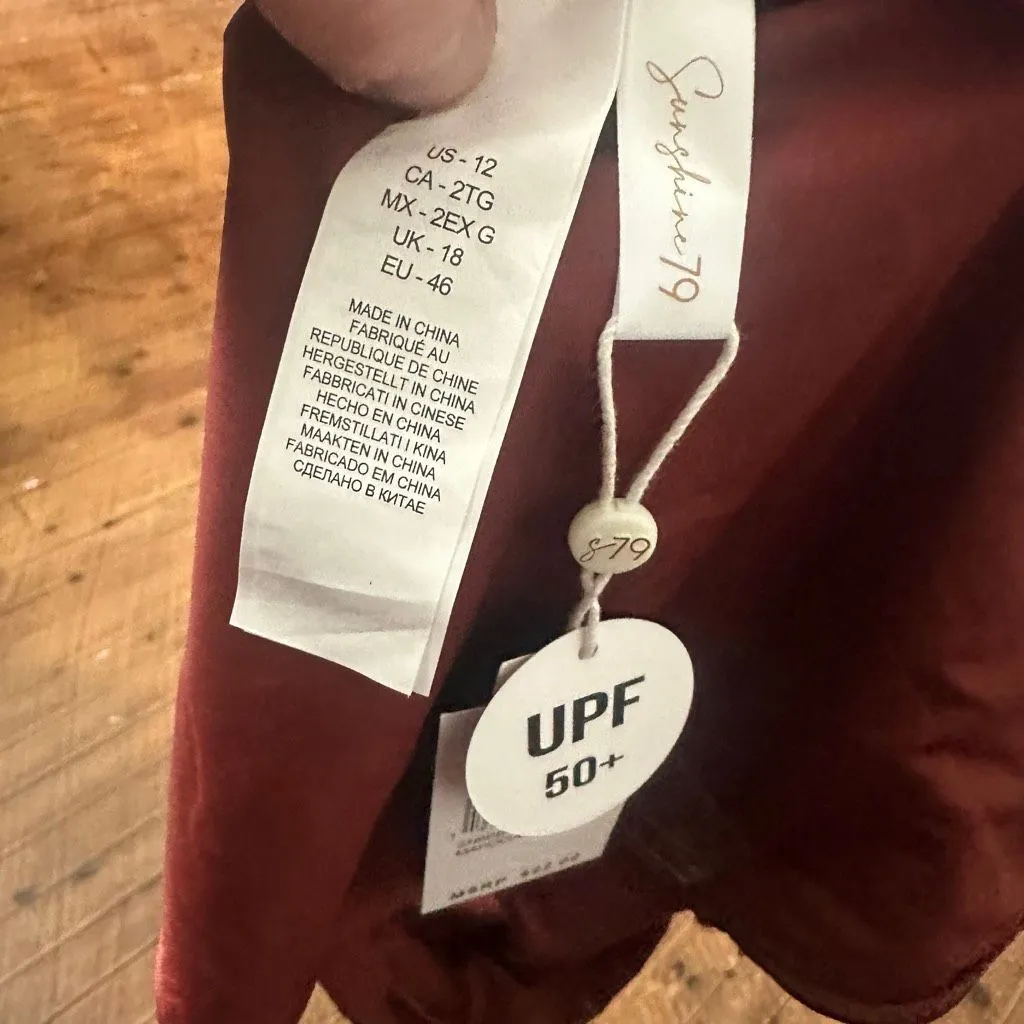 US - 12
CA - 2TG
MX - 2EX G
UK - 18
EU - 46
MADE IN CHINA
FABRIQUÉ AU
REPUBLIQUE DE CHINE
HERGESTELLT IN CHINA
FABBRICATI IN CINESE
HECHO EN CHINA
FREMSTILLATI I KINA
MAAKTEN IN CHINA
FABRICADO EM CHINA
СДЕЛАНО В КИТАЕ
Sunshine79
S-79
UPF
50+
MSRP